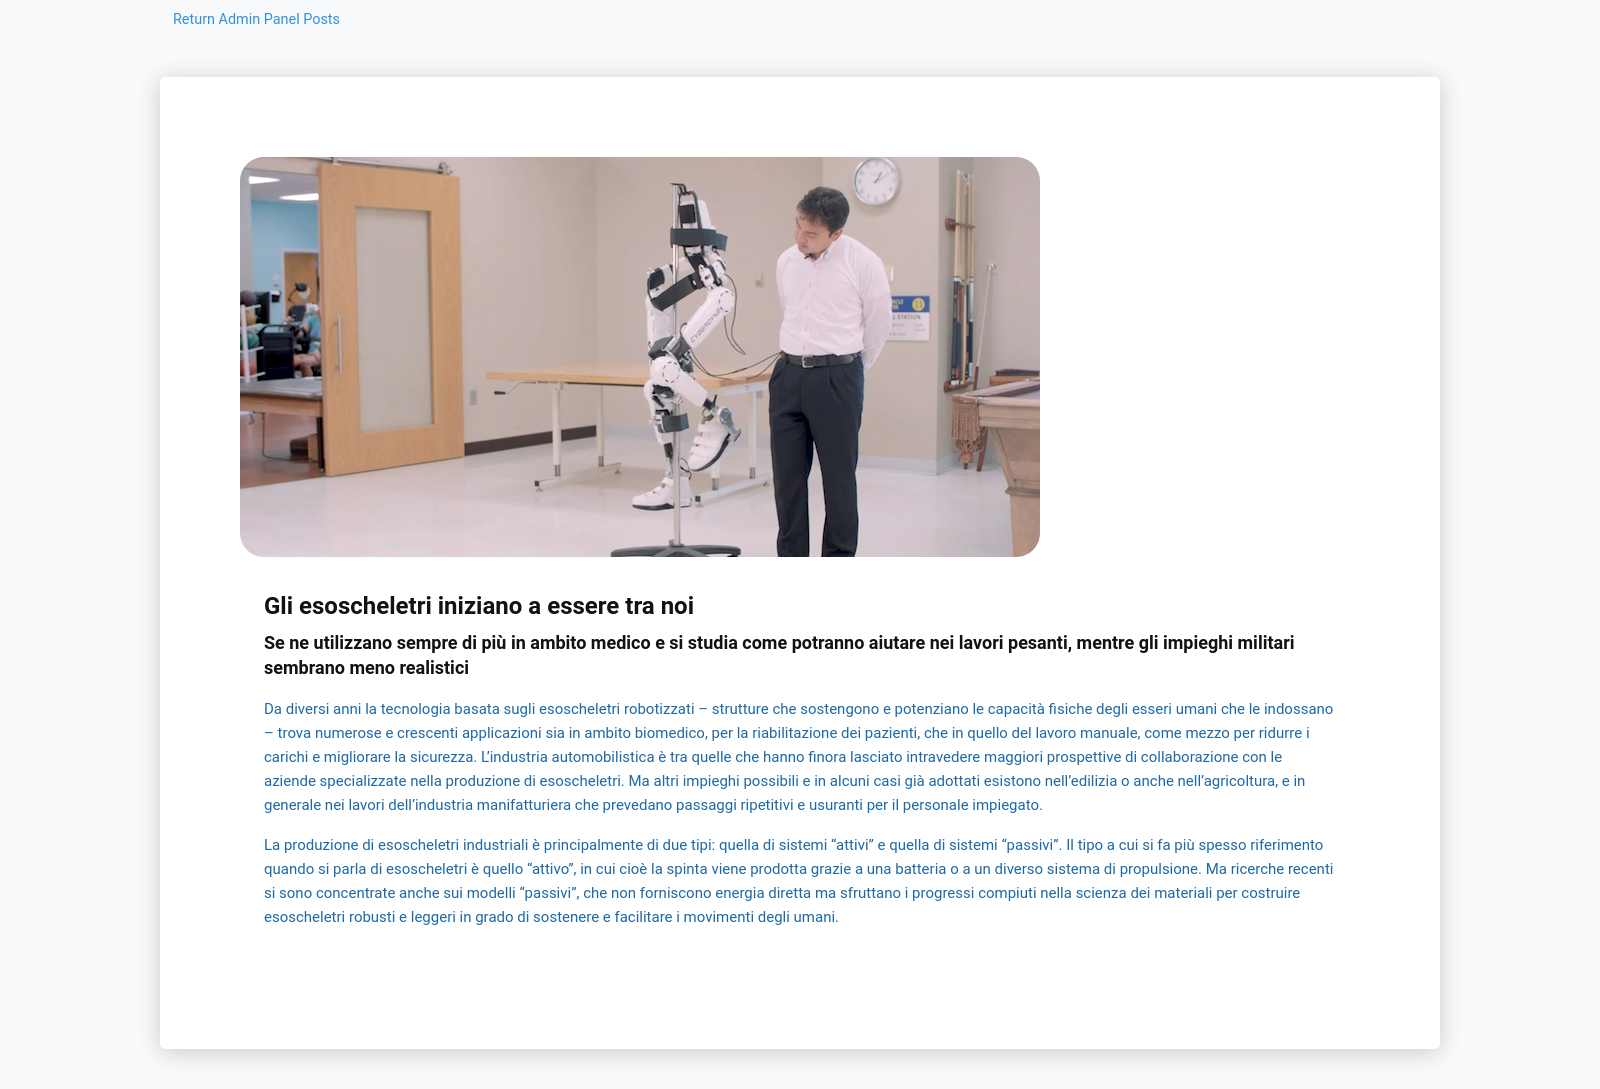 Return Admin Panel Posts
CYBERDYNE
STATION
Gli esoscheletri iniziano a essere tra noi
Se ne utilizzano sempre di più in ambito medico e si studia come potranno aiutare nei lavori pesanti, mentre gli impieghi militari
sembrano meno realistici
Da diversi anni la tecnologia basata sugli esoscheletri robotizzati – strutture che sostengono e potenziano le capacità fisiche degli esseri umani che le indossano
– trova numerose e crescenti applicazioni sia in ambito biomedico, per la riabilitazione dei pazienti, che in quello del lavoro manuale, come mezzo per ridurre i
carichi e migliorare la sicurezza. L’industria automobilistica è tra quelle che hanno finora lasciato intravedere maggiori prospettive di collaborazione con le
aziende specializzate nella produzione di esoscheletri. Ma altri impieghi possibili e in alcuni casi già adottati esistono nell’edilizia o anche nell’agricoltura, e in
generale nei lavori dell’industria manifatturiera che prevedano passaggi ripetitivi e usuranti per il personale impiegato.
La produzione di esoscheletri industriali è principalmente di due tipi: quella di sistemi “attivi” e quella di sistemi “passivi”. Il tipo a cui si fa più spesso riferimento
quando si parla di esoscheletri è quello “attivo”, in cui cioè la spinta viene prodotta grazie a una batteria o a un diverso sistema di propulsione. Ma ricerche recenti
si sono concentrate anche sui modelli “passivi”, che non forniscono energia diretta ma sfruttano i progressi compiuti nella scienza dei materiali per costruire
esoscheletri robusti e leggeri in grado di sostenere e facilitare i movimenti degli umani.